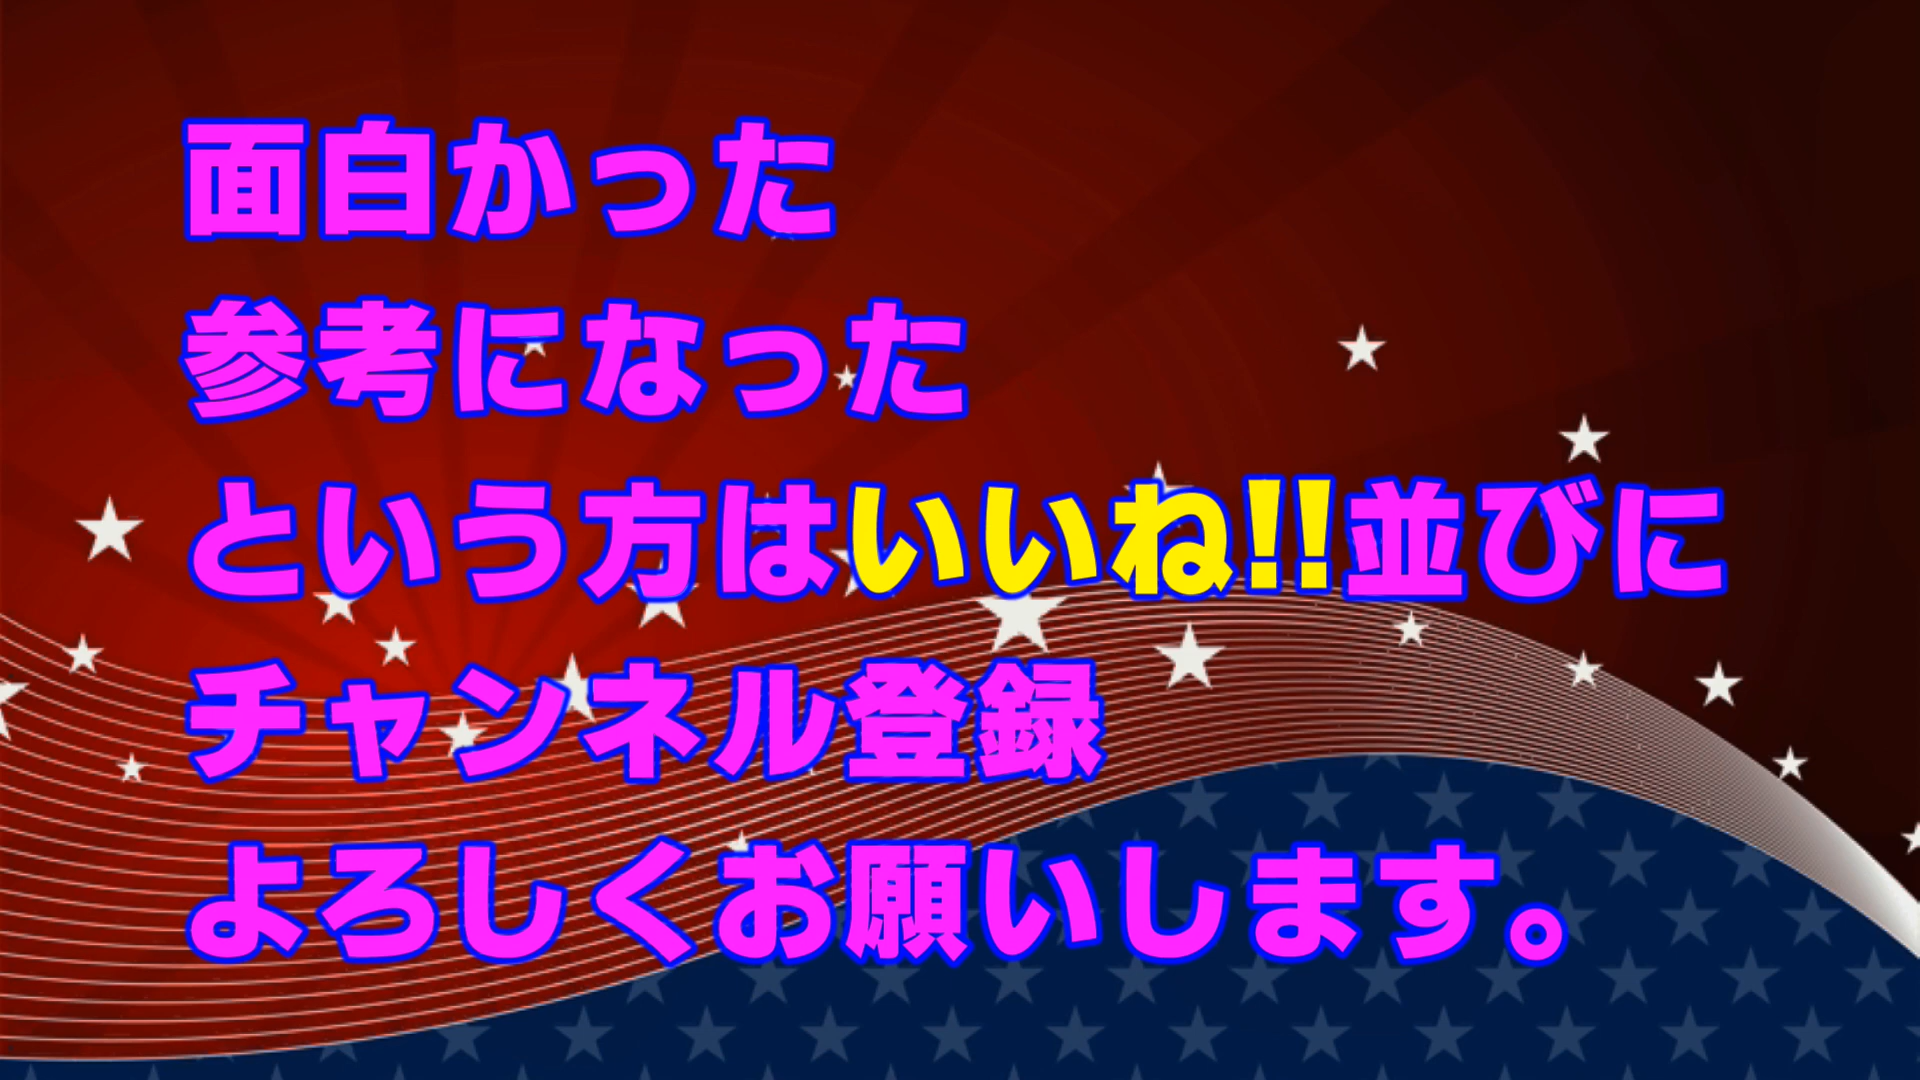 面白かった
参考になった
という方はいいね!!並びに
チャンネル登録
よろしくお願いします。